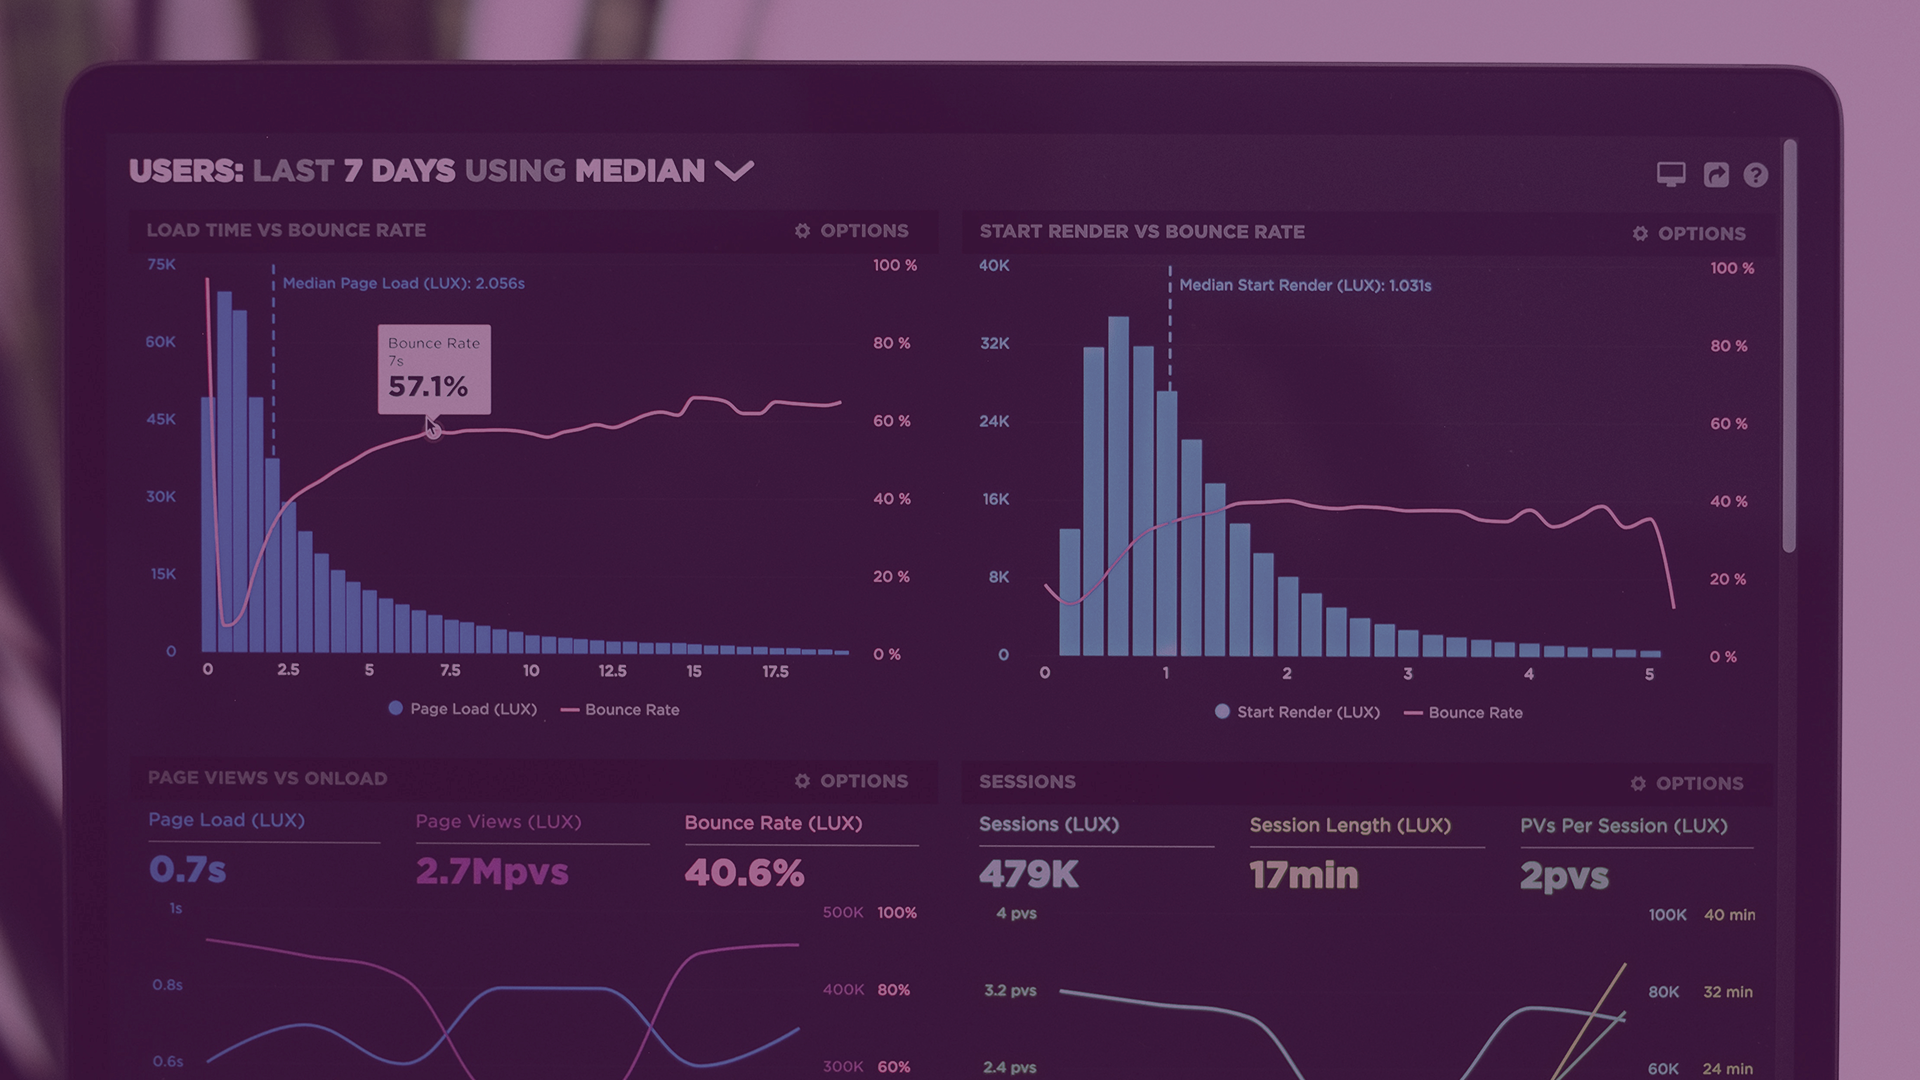 USERS: LAST 7 DAYS USING MEDIAN
LOAD TIME VS BOUNCE RATE
OPTIONS
75K
60K
45K
30K
15K
0
Median Page Load (LUX): 2.056s
Bounce Rate
7s
57.1%
100 %
80 %
60 %
40 %
20 %
0 %
0 2.5 5 7.5 10 12.5 15 17.5
Page Load (LUX) Bounce Rate
START RENDER VS BOUNCE RATE
OPTIONS
40K
32K
24K
16K
8K
0
Median Start Render (LUX): 1.031s
100 %
80 %
60 %
40 %
20 %
0 %
0 1 2 3 4 5
Start Render (LUX) Bounce Rate
PAGE VIEWS VS ONLOAD
OPTIONS
Page Load (LUX) Page Views (LUX) Bounce Rate (LUX)
0.7s 2.7Mpvs 40.6%
1s
0.8s
0.6s
500K 100%
400K 80%
300K 60%
SESSIONS
OPTIONS
Sessions (LUX) Session Length (LUX) PVs Per Session (LUX)
479K 17min 2pvs
4 pvs
3.2 pvs
2.4 pvs
100K 40 min
80K 32 min
60K 24 min